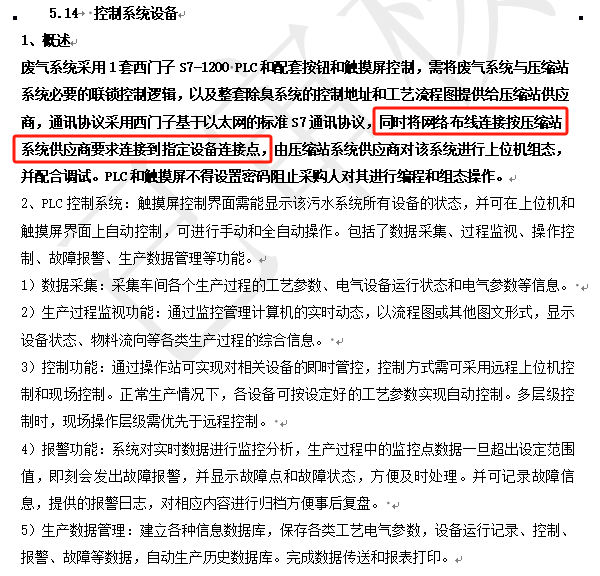 5.14 控制系统设备
1、概述
废气系统采用1套西门子S7-1200 PLC和配套按钮和触摸屏控制，需将废气系统与压缩站
系统必要的联锁控制逻辑，以及整套除臭系统的控制地址和工艺流程图提供给压缩站供应
商，通讯协议采用西门子基于以太网的标准S7通讯协议，同时将网络布线连接按压缩站
系统供应商要求连接到指定设备连接点，由压缩站系统供应商对该系统进行上位机组态，
并配合调试。PLC和触摸屏不得设置密码阻止采购人对其进行编程和组态操作。
2、PLC控制系统：触摸屏控制界面需能显示该污水系统所有设备的状态，并可在上位机和
触摸屏界面上自动控制，可进行手动和全自动操作。包括了数据采集、过程监视、操作控
制、故障报警、生产数据管理等功能。
1）数据采集：采集车间各个生产过程的工艺参数、电气设备运行状态和电气参数等信息。
2）生产过程监视功能：通过监控管理计算机的实时动态，以流程图或其他图文形式，显示
设备状态、物料流向等各类生产过程的综合信息。
3）控制功能：通过操作站可实现对相关设备的即时管控，控制方式需可采用远程上位机控
制和现场控制。正常生产情况下，各设备可按设定好的工艺参数实现自动控制。多层级控
制时，现场操作层级需优先于远程控制。
4）报警功能：系统对实时数据进行监控分析，生产过程中的监控点数据一旦超出设定范围
值，即刻会发出故障报警，并显示故障点和故障状态，方便及时处理。并可记录故障信
息，提供的报警日志，对相应内容进行归档方便事后复盘。
5）生产数据管理：建立各种信息数据库，保存各类工艺电气参数，设备运行记录、控制、
报警、故障等数据，自动生产历史数据库。完成数据传送和报表打印。